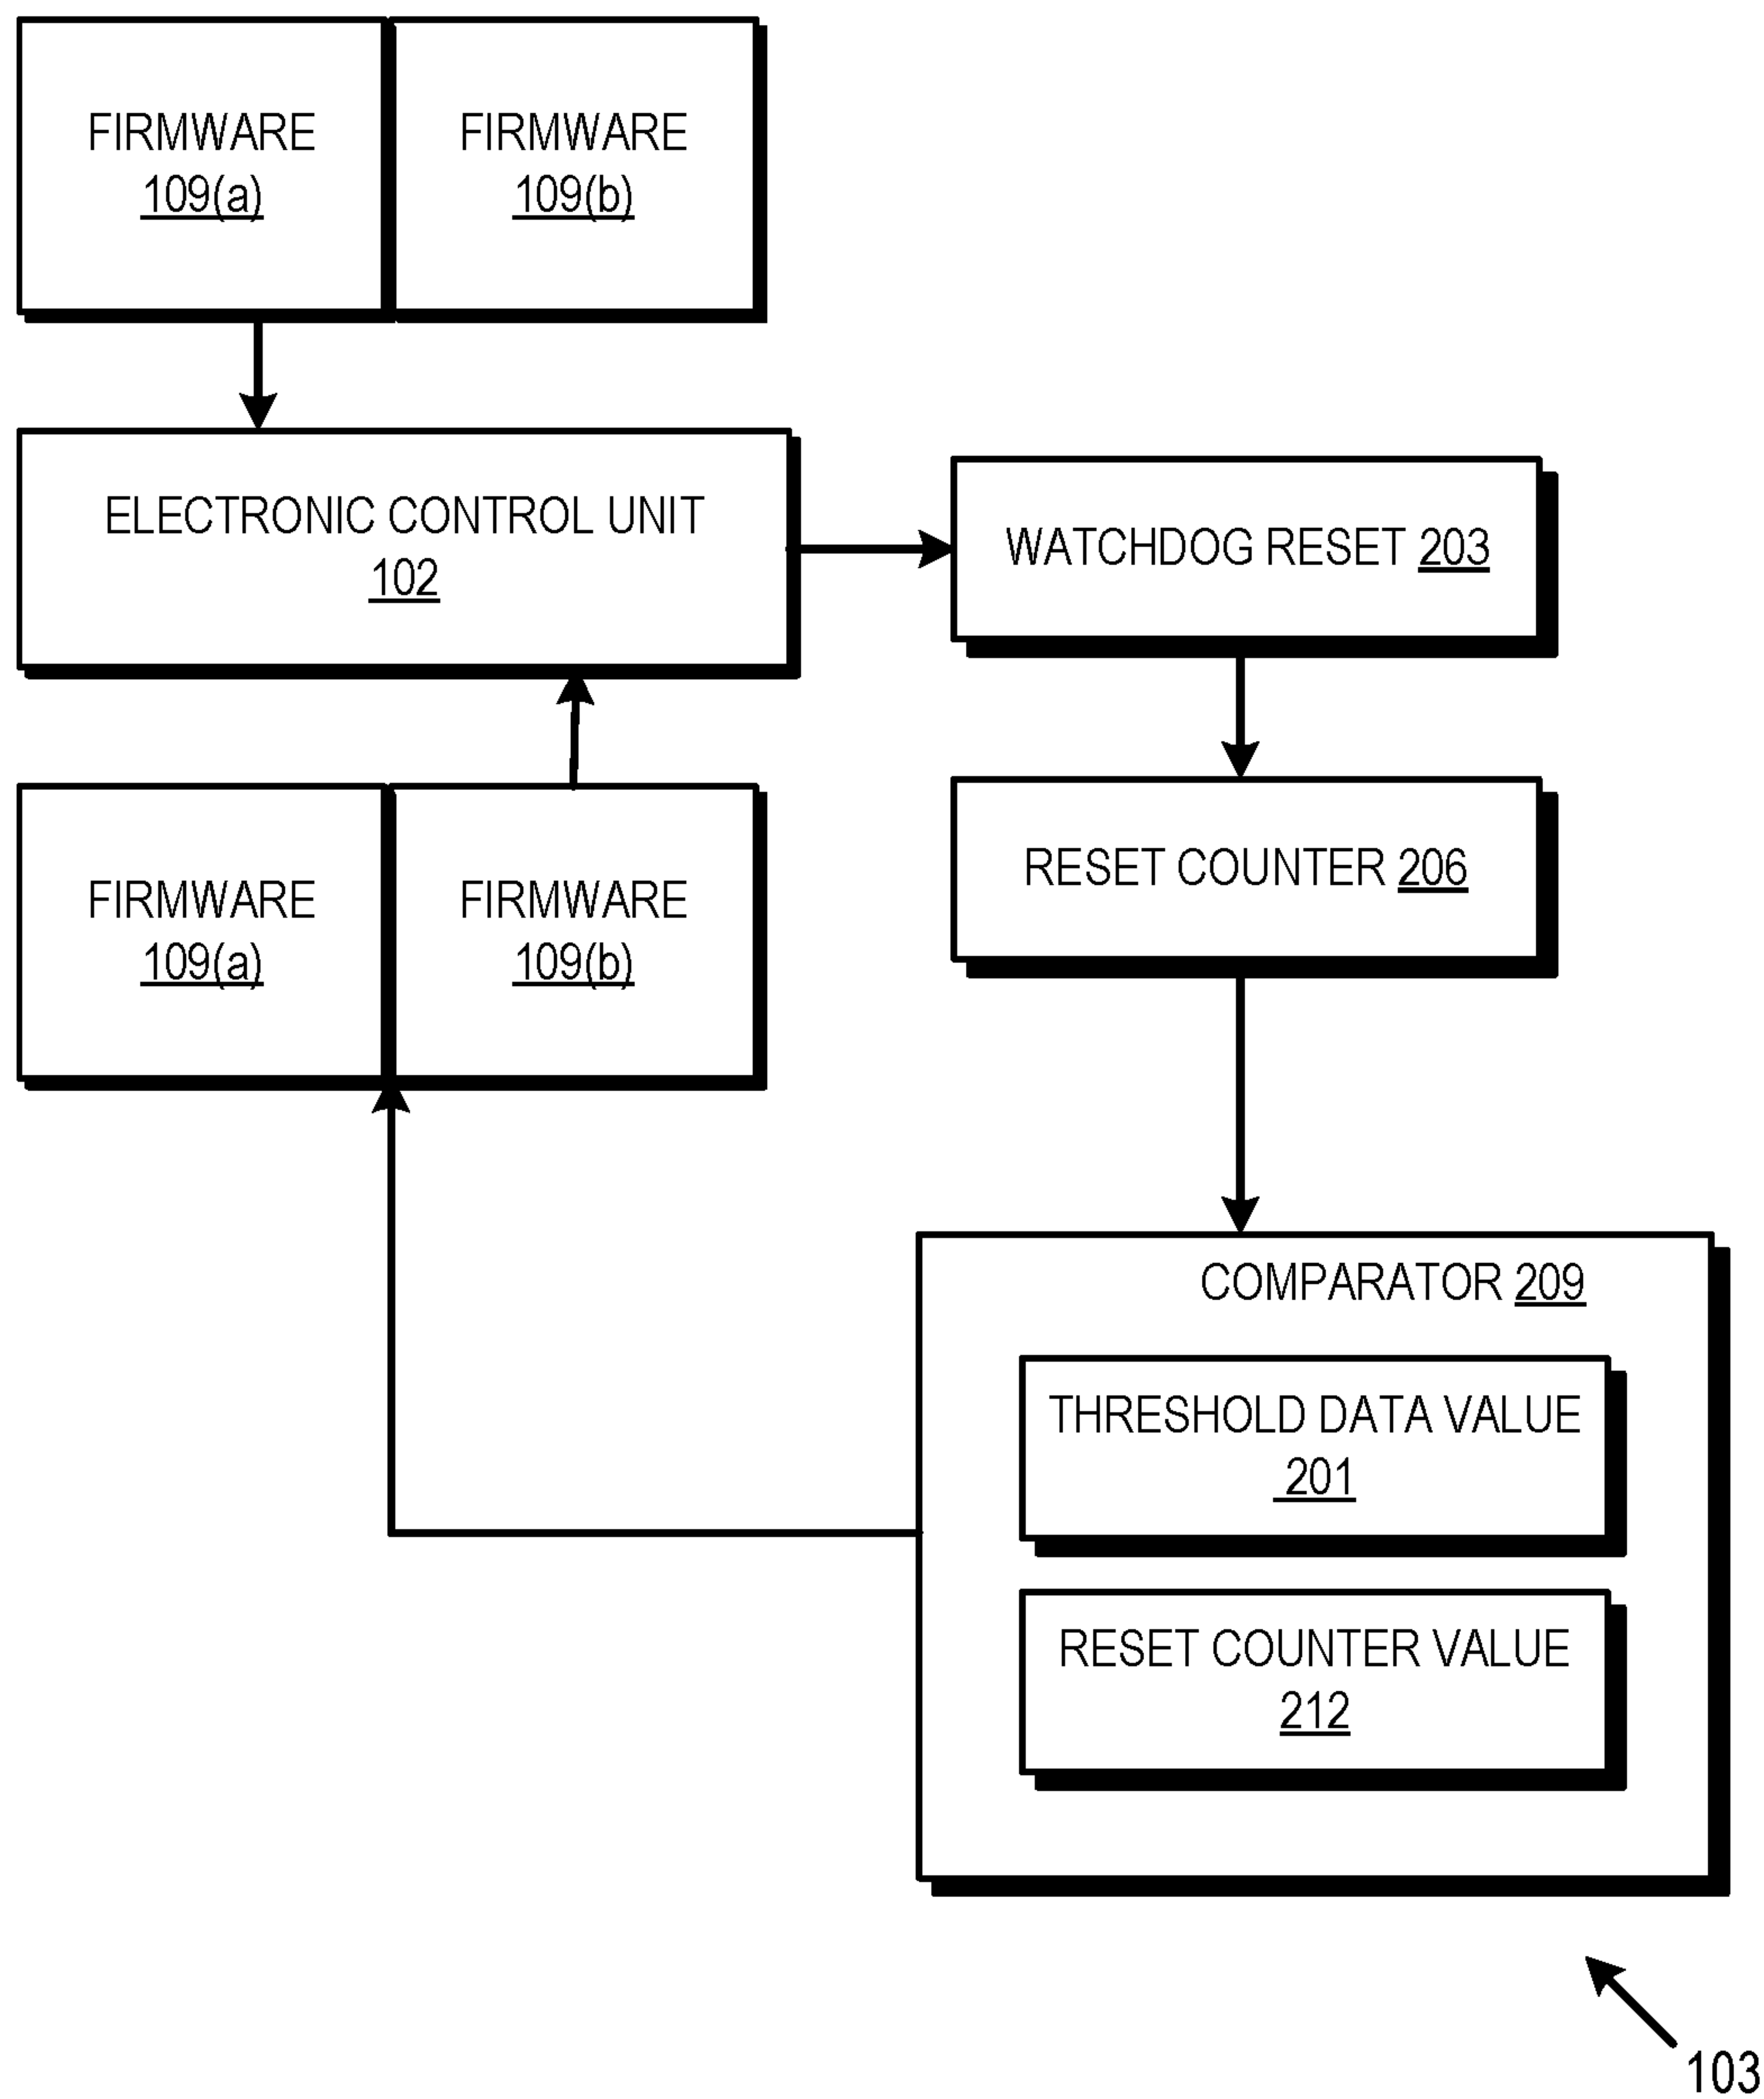 FIRMWARE
109(a)
FIRMWARE
109(b)
ELECTRONIC CONTROL UNIT
102
WATCHDOG RESET 203
FIRMWARE
109(a)
FIRMWARE
109(b)
RESET COUNTER 206
COMPARATOR 209
THRESHOLD DATA VALUE
201
RESET COUNTER VALUE
212
103